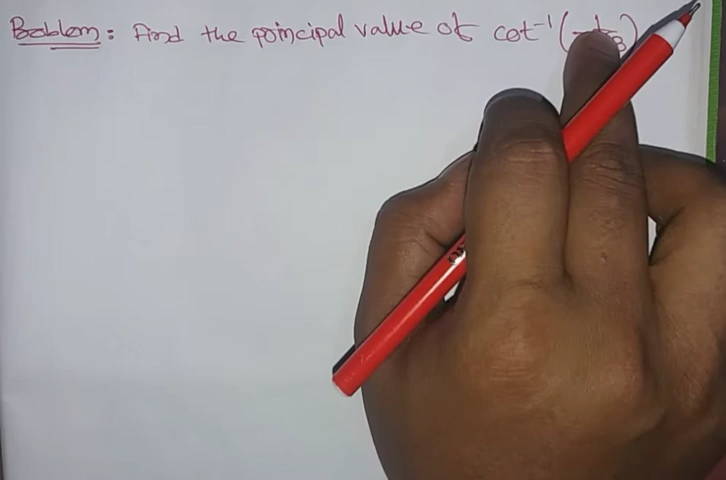 Problem: Find the principal value of cot⁻¹(-